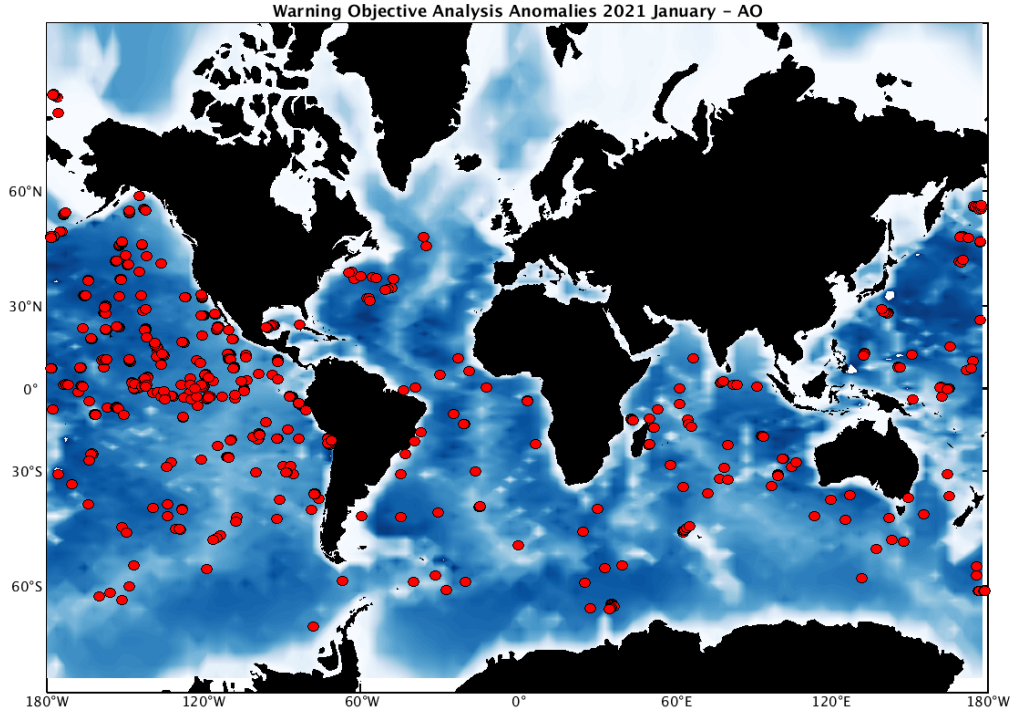 Warning Objective Analysis Anomalies 2021 January - AO
60°N
30°N
0°
30°S
60°S
180°W 120°W 60°W 0° 60°E 120°E 180°W